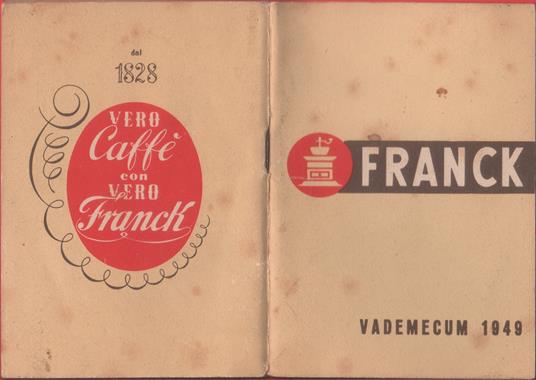 dal
1828
VERO
Caffè
con
VERO
Franck
FRANCK
VADEMECUM 1949